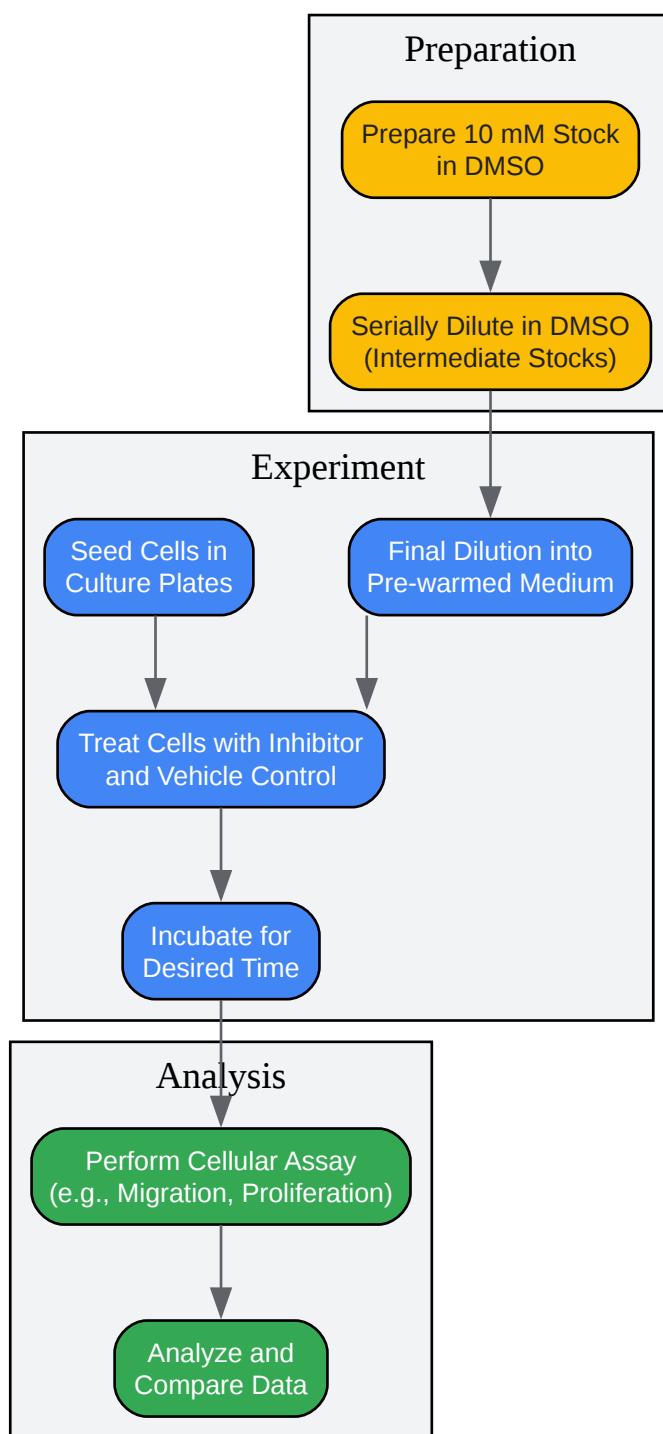 Preparation
Prepare 10 mM Stock
in DMSO
Serially Dilute in DMSO
(Intermediate Stocks)
Experiment
Seed Cells in
Culture Plates
Final Dilution into
Pre-warmed Medium
Treat Cells with Inhibitor
and Vehicle Control
Incubate for
Desired Time
Analysis
Perform Cellular Assay
(e.g., Migration, Proliferation)
Analyze and
Compare Data